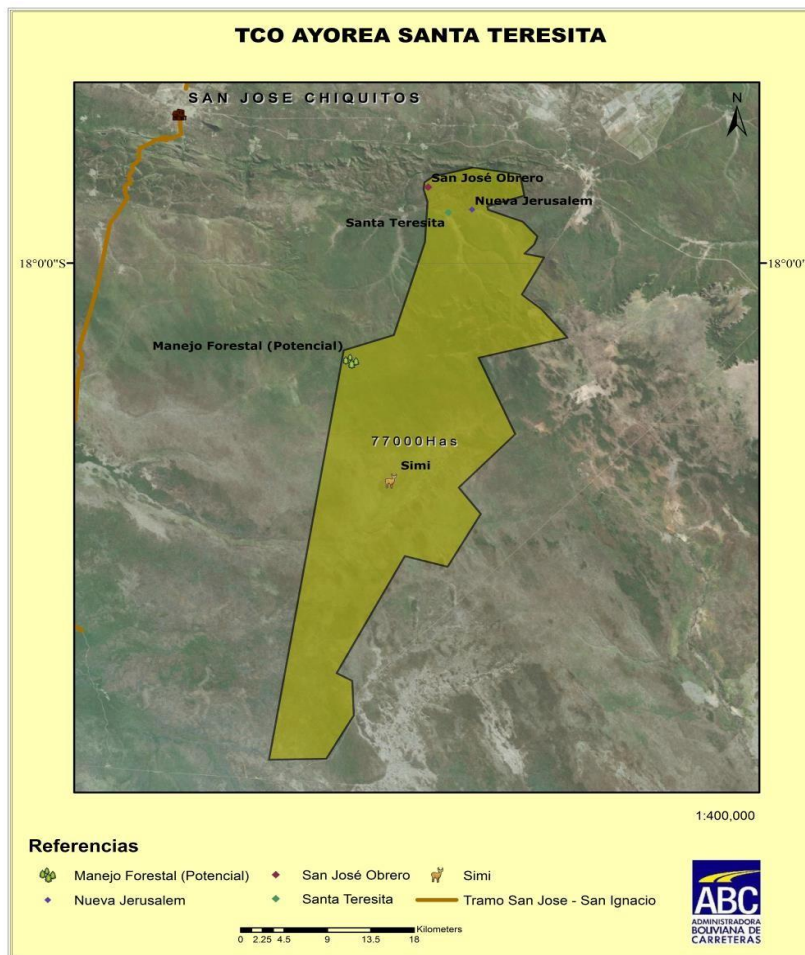 TCO AYOREA SANTA TERESITA
SAN JOSE CHIQUITOS
N
San José Obrero
Nueva Jerusalem
Santa Teresita
18°0'0"S
18°0'0"
Manejo Forestal (Potencial)
77000Has
Simi
1:400,000
Referencias
Manejo Forestal (Potencial)
San José Obrero
Simi
Nueva Jerusalem
Santa Teresita
Tramo San Jose - San Ignacio
Kilometers
0 2.25 4.5 9 13.5 18
ABC
ADMINISTRADORA
BOLIVIANA DE
CARRETERAS